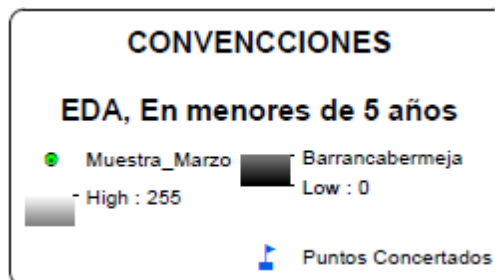 CONVENCCIONES
EDA, En menores de 5 años
Muestra_Marzo
High : 255
Barrancabermeja
Low : 0
Puntos Concertados